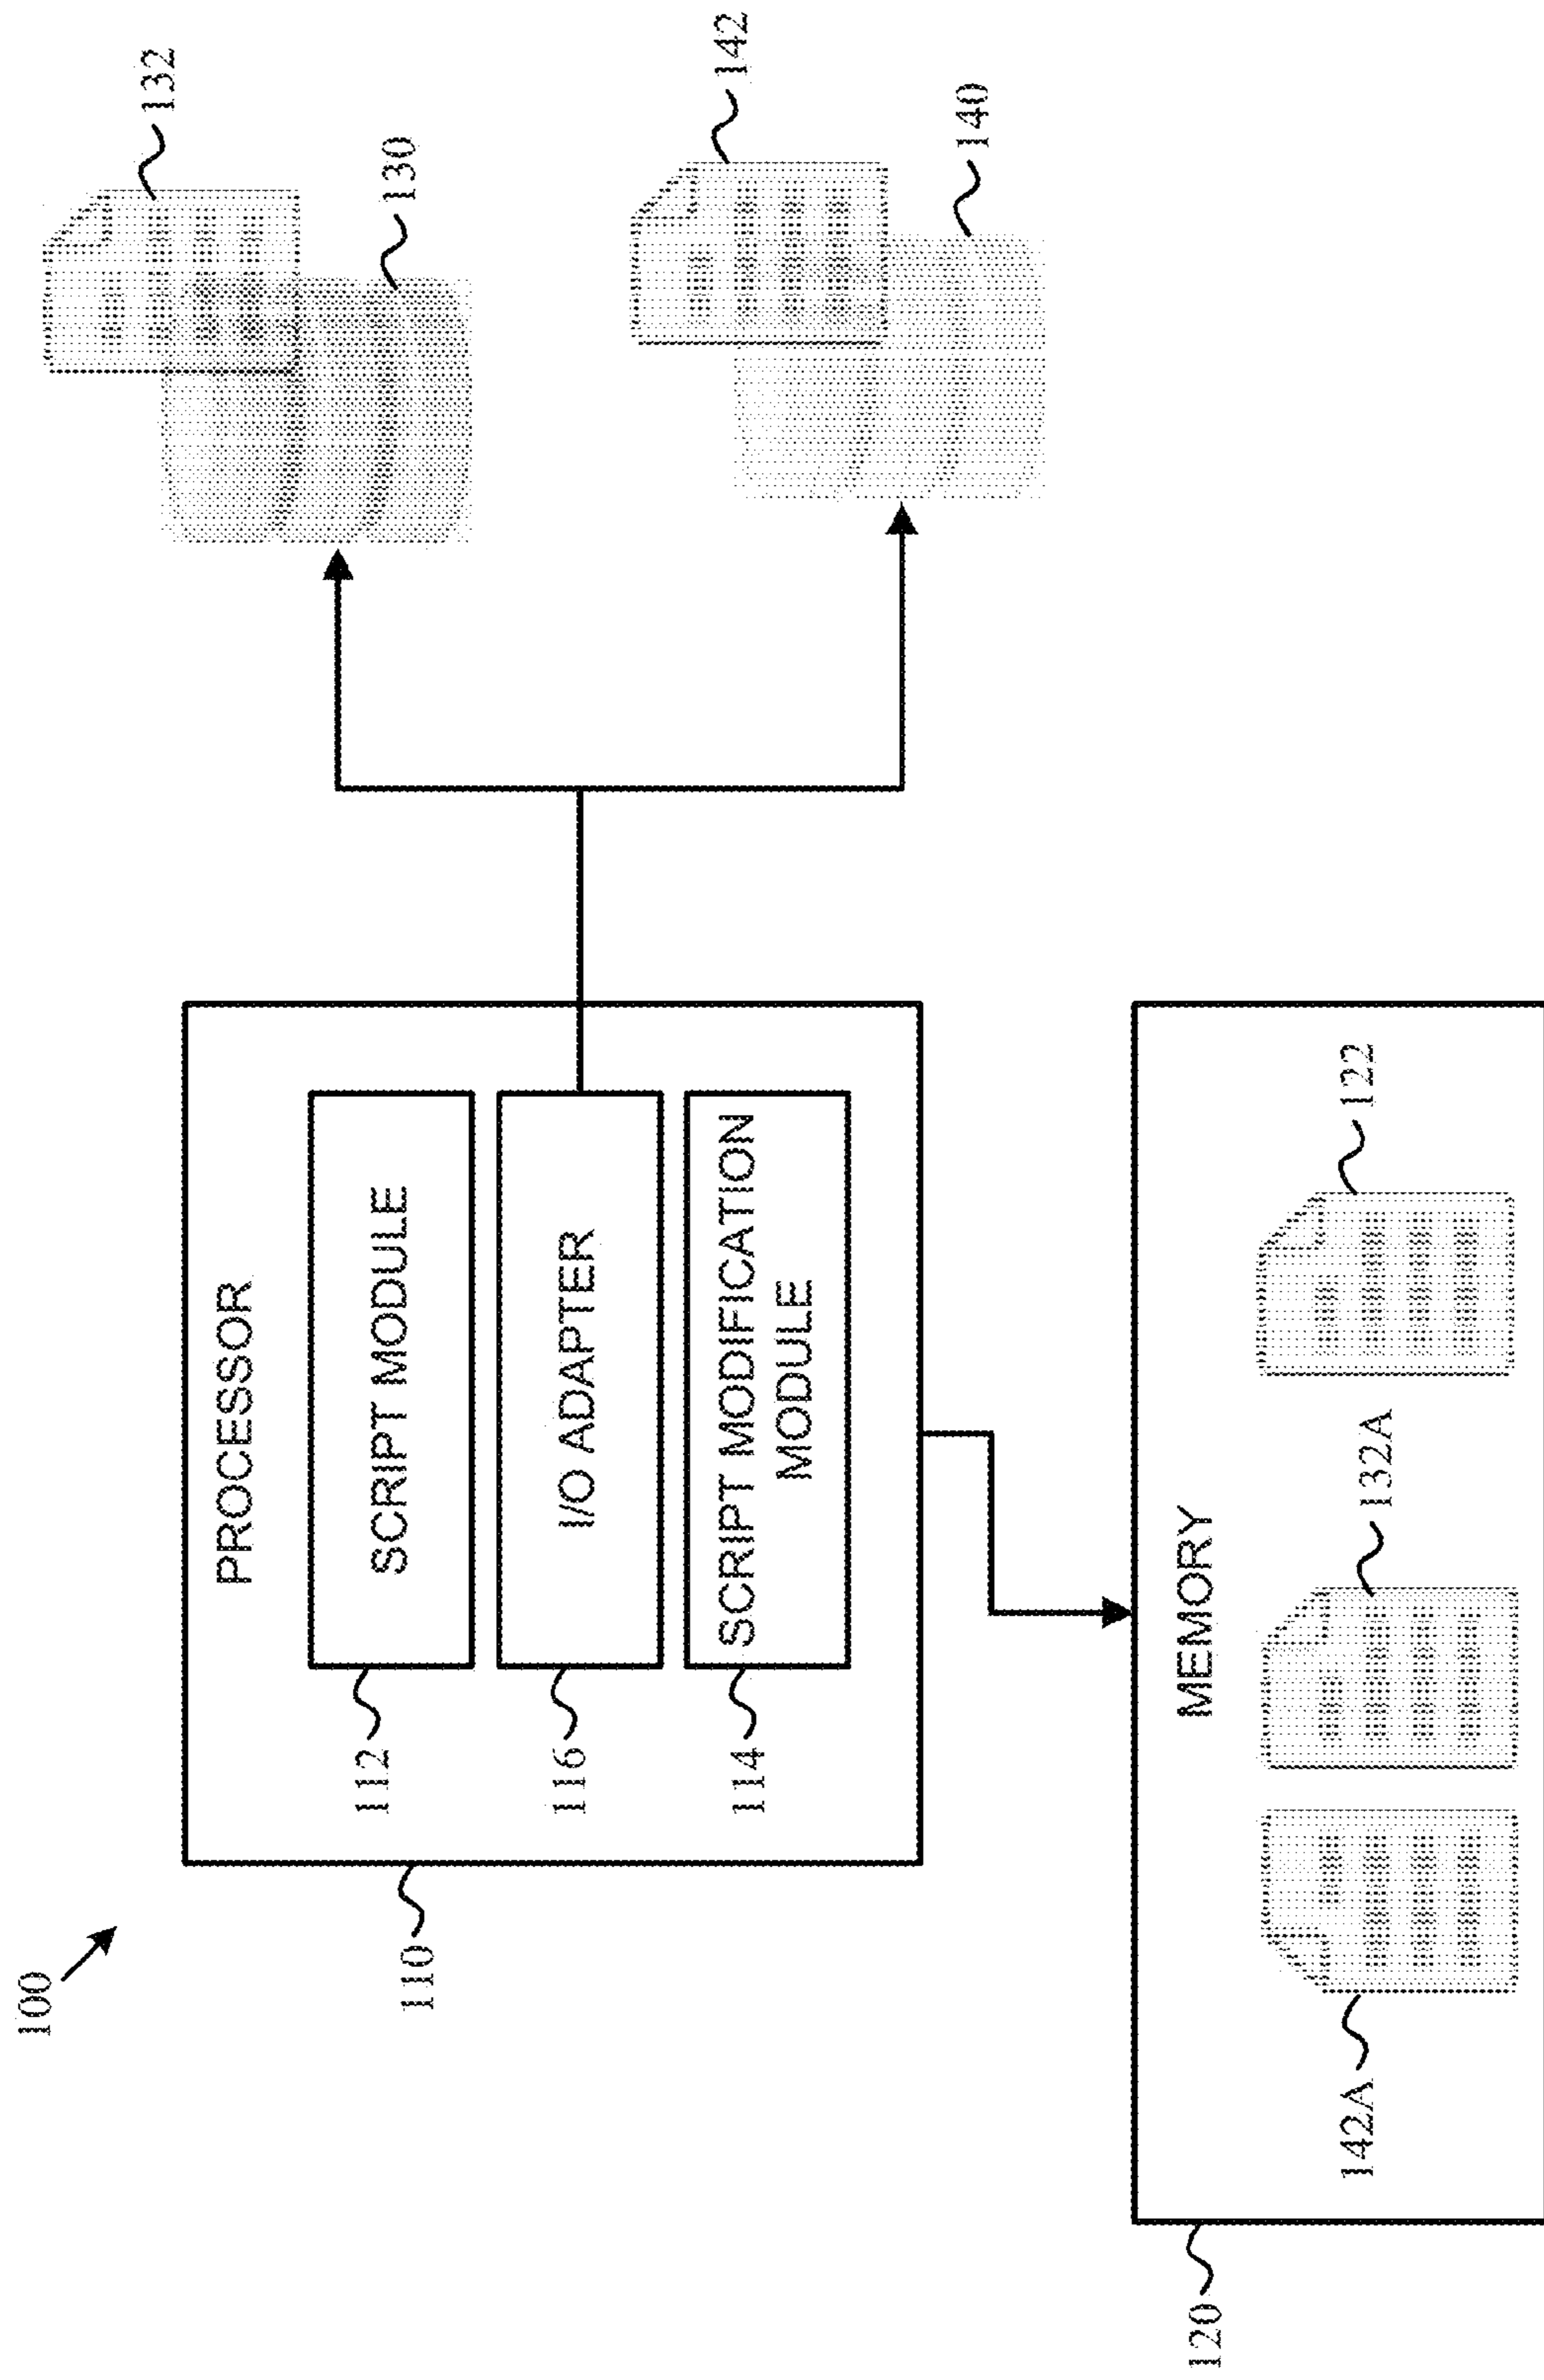 100
110
PROCESSOR
112
SCRIPT MODULE
116
I/O ADAPTER
114
SCRIPT MODIFICATION
MODULE
132
130
142
140
120
MEMORY
142A
132A
122